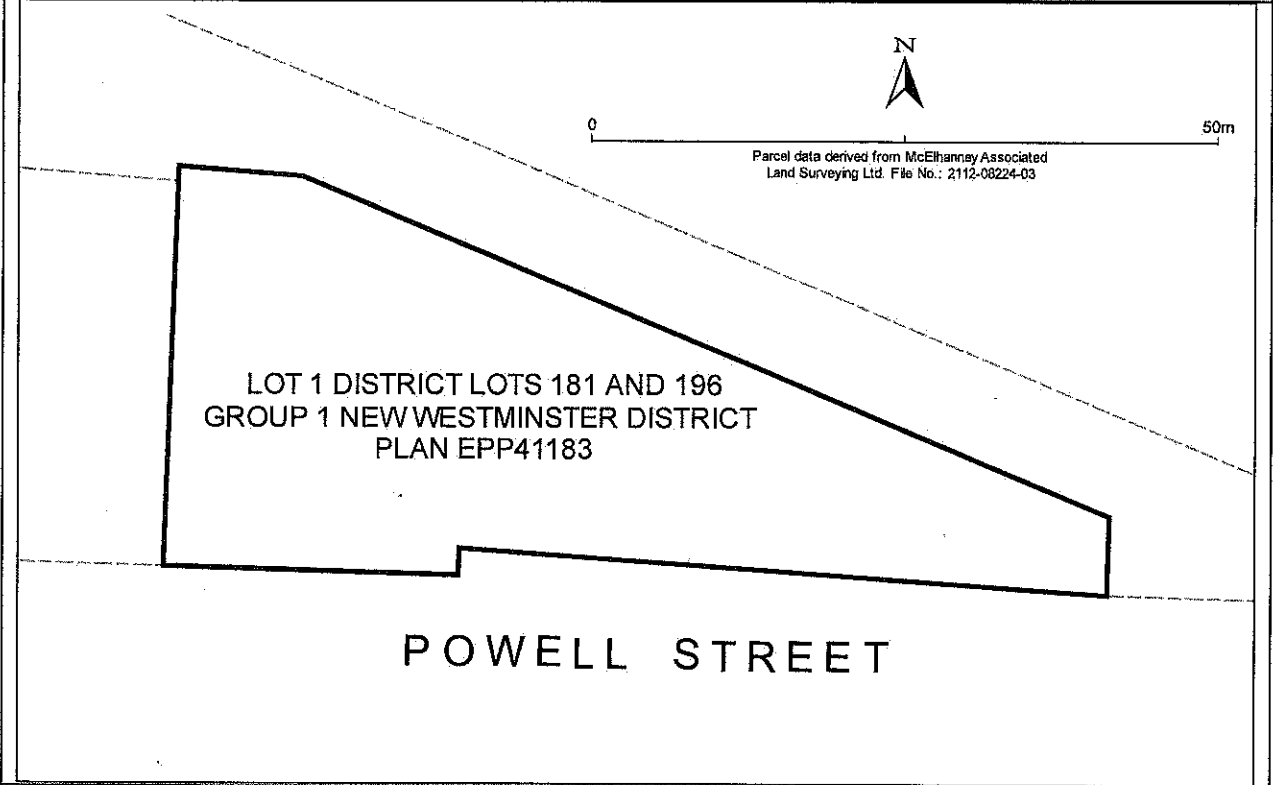 N
0 50m
Parcel data derived from McElhanney Associated
Land Surveying Ltd. File No.: 2112-08224-03
LOT 1 DISTRICT LOTS 181 AND 196
GROUP 1 NEW WESTMINSTER DISTRICT
PLAN EPP41183
POWELL STREET